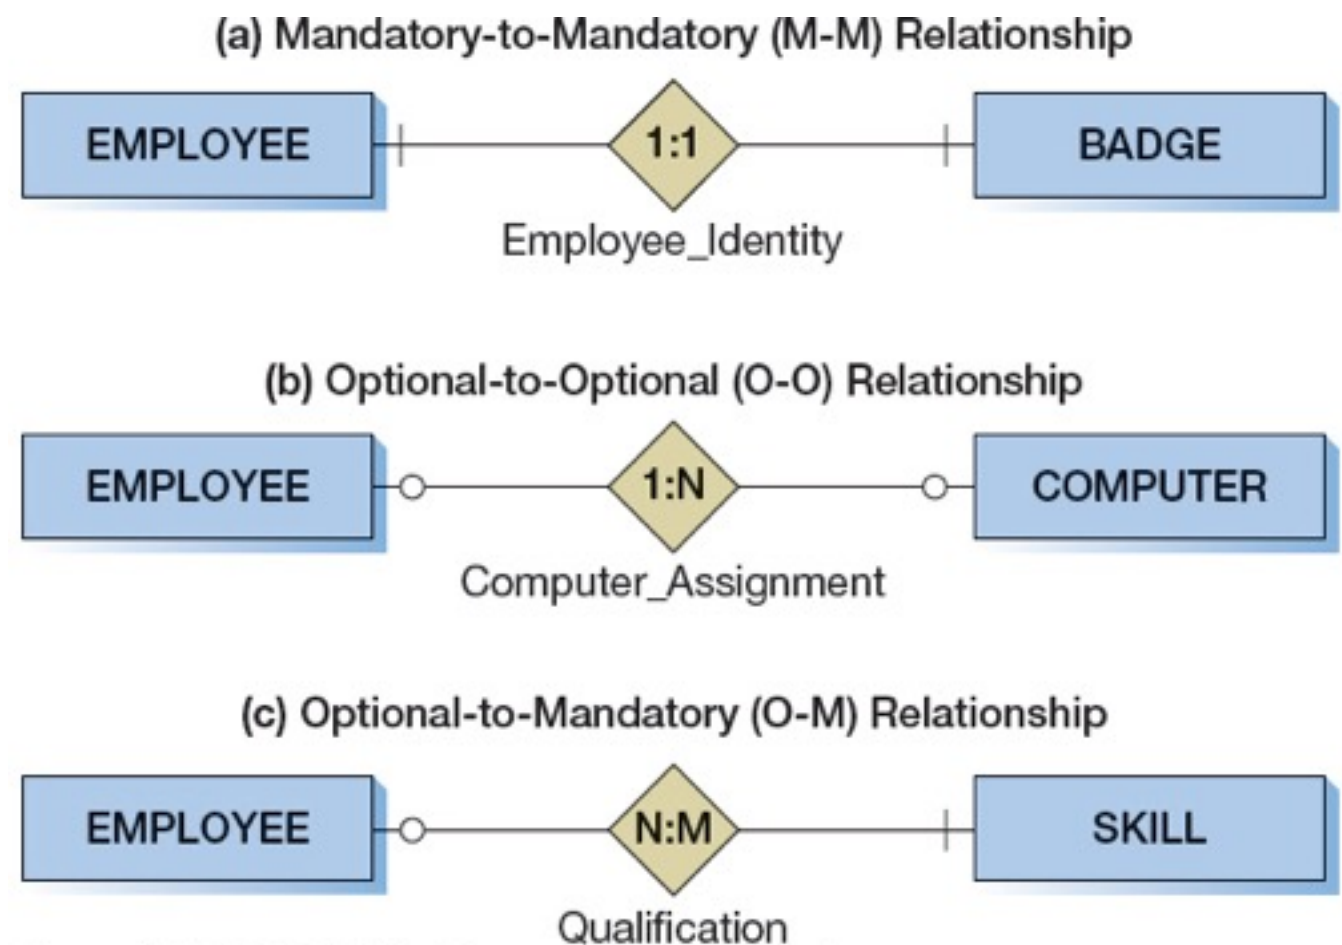 (a) Mandatory-to-Mandatory (M-M) Relationship
EMPLOYEE 1:1 BADGE
Employee_Identity
(b) Optional-to-Optional (O-O) Relationship
EMPLOYEE 1:N COMPUTER
Computer_Assignment
(c) Optional-to-Mandatory (O-M) Relationship
EMPLOYEE N:M SKILL
Qualification